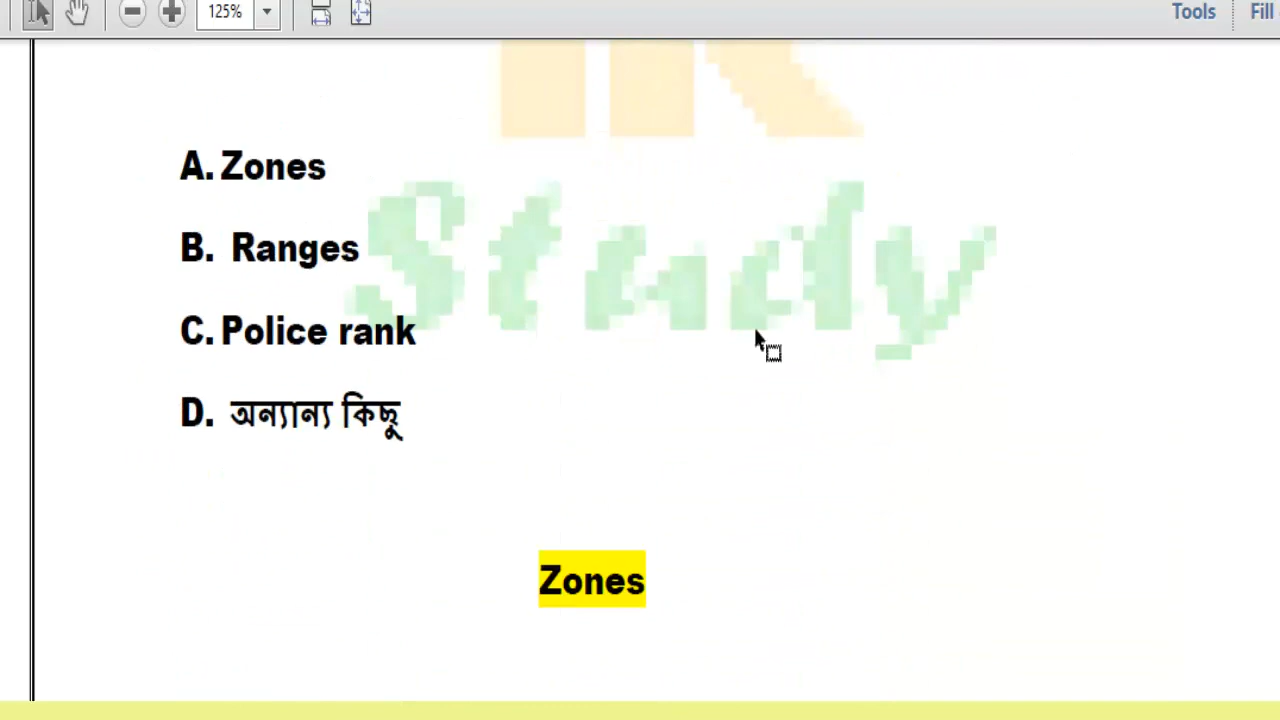 125%
Tools
Fill
A. Zones
B. Ranges
C. Police rank
D. অন্যান্য কিছু
Study
Zones